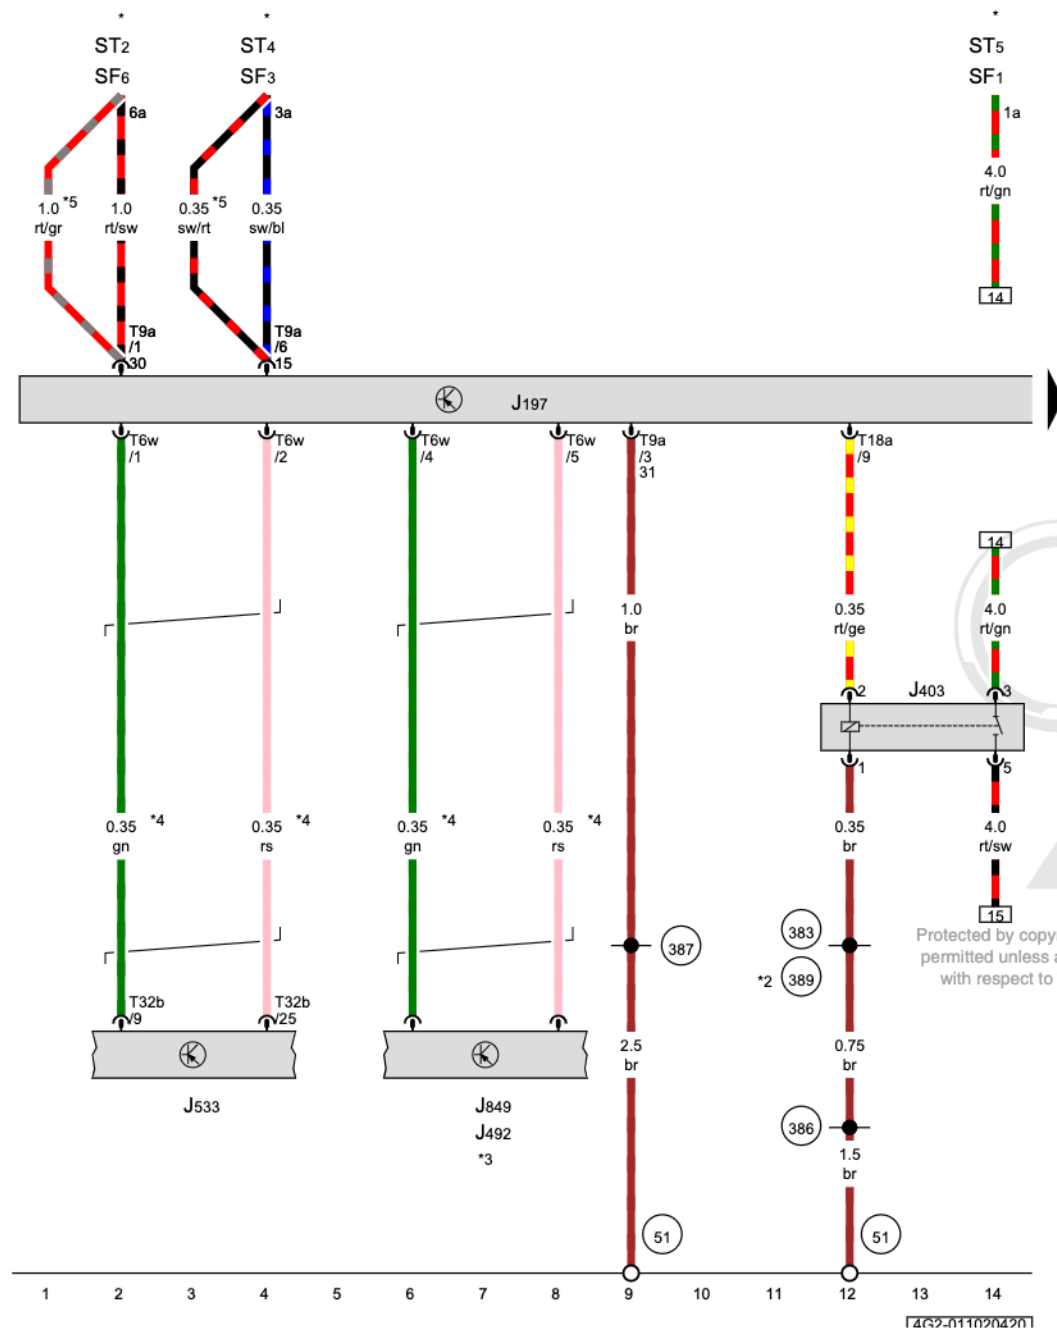 * * *
ST2 ST4 ST5
SF6 SF3 SF1
6a 3a 1a
1.0 *5 1.0 0.35 *5 0.35 4.0
rt/gr rt/sw sw/rt sw/bl rt/gn
14
T9a T9a
/1 /6
30 15
J197
T6w T6w T6w T6w T9a T18a
/1 /2 /4 /5 /3 /9
31
14
1.0 0.35 4.0
br rt/ge rt/gn
2 J403 3
1 5
0.35 *4 0.35 *4 0.35 *4 0.35 *4 0.35 4.0
gn rs gn rs br rt/sw
15
387 383
*2 389
Protected by copy
permitted unless a
with respect to
T32b T32b
/9 /25
2.5 0.75
br br
J533 J849
J492
*3
386
1.5
br
51 51
1 2 3 4 5 6 7 8 9 10 11 12 13 14
4G2-011020420